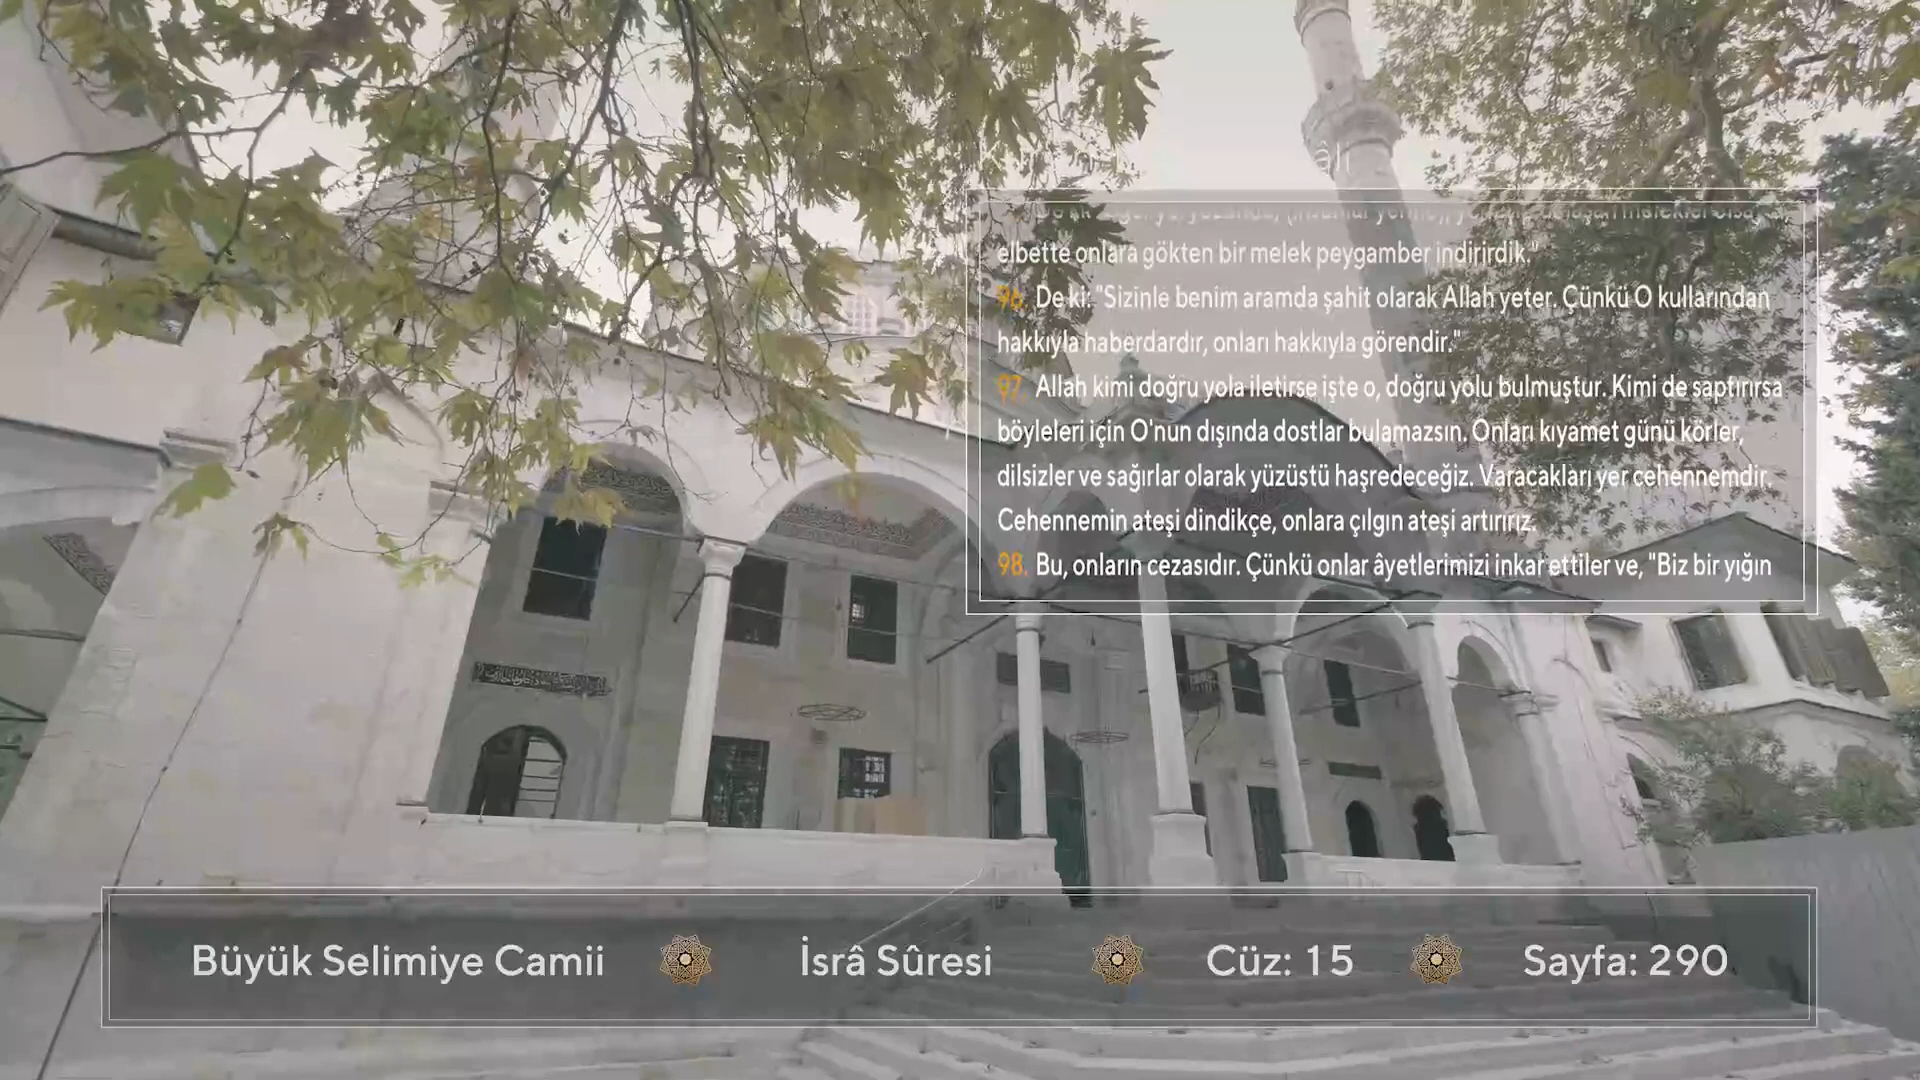 elbette onlara gökten bir melek peygamber indirirdik."
96. De ki: "Sizinle benim aramda şahit olarak Allah yeter. Çünkü O kullarından
hakkıyla haberdardır, onları hakkıyla görendir."
97. Allah kimi doğru yola iletirse işte o, doğru yolu bulmuştur. Kimi de saptırırsa
böyleleri için O'nun dışında dostlar bulamazsın. Onları kıyamet günü körler,
dilsizler ve sağırlar olarak yüzüstü haşredeceğiz. Varacakları yer cehennemdir.
Cehennemin ateşi dindikçe, onlara çılgın ateşi artırırız.
98. Bu, onların cezasıdır. Çünkü onlar âyetlerimizi inkar ettiler ve, "Biz bir yığın
Büyük Selimiye Camii İsrâ Sûresi Cüz: 15 Sayfa: 290